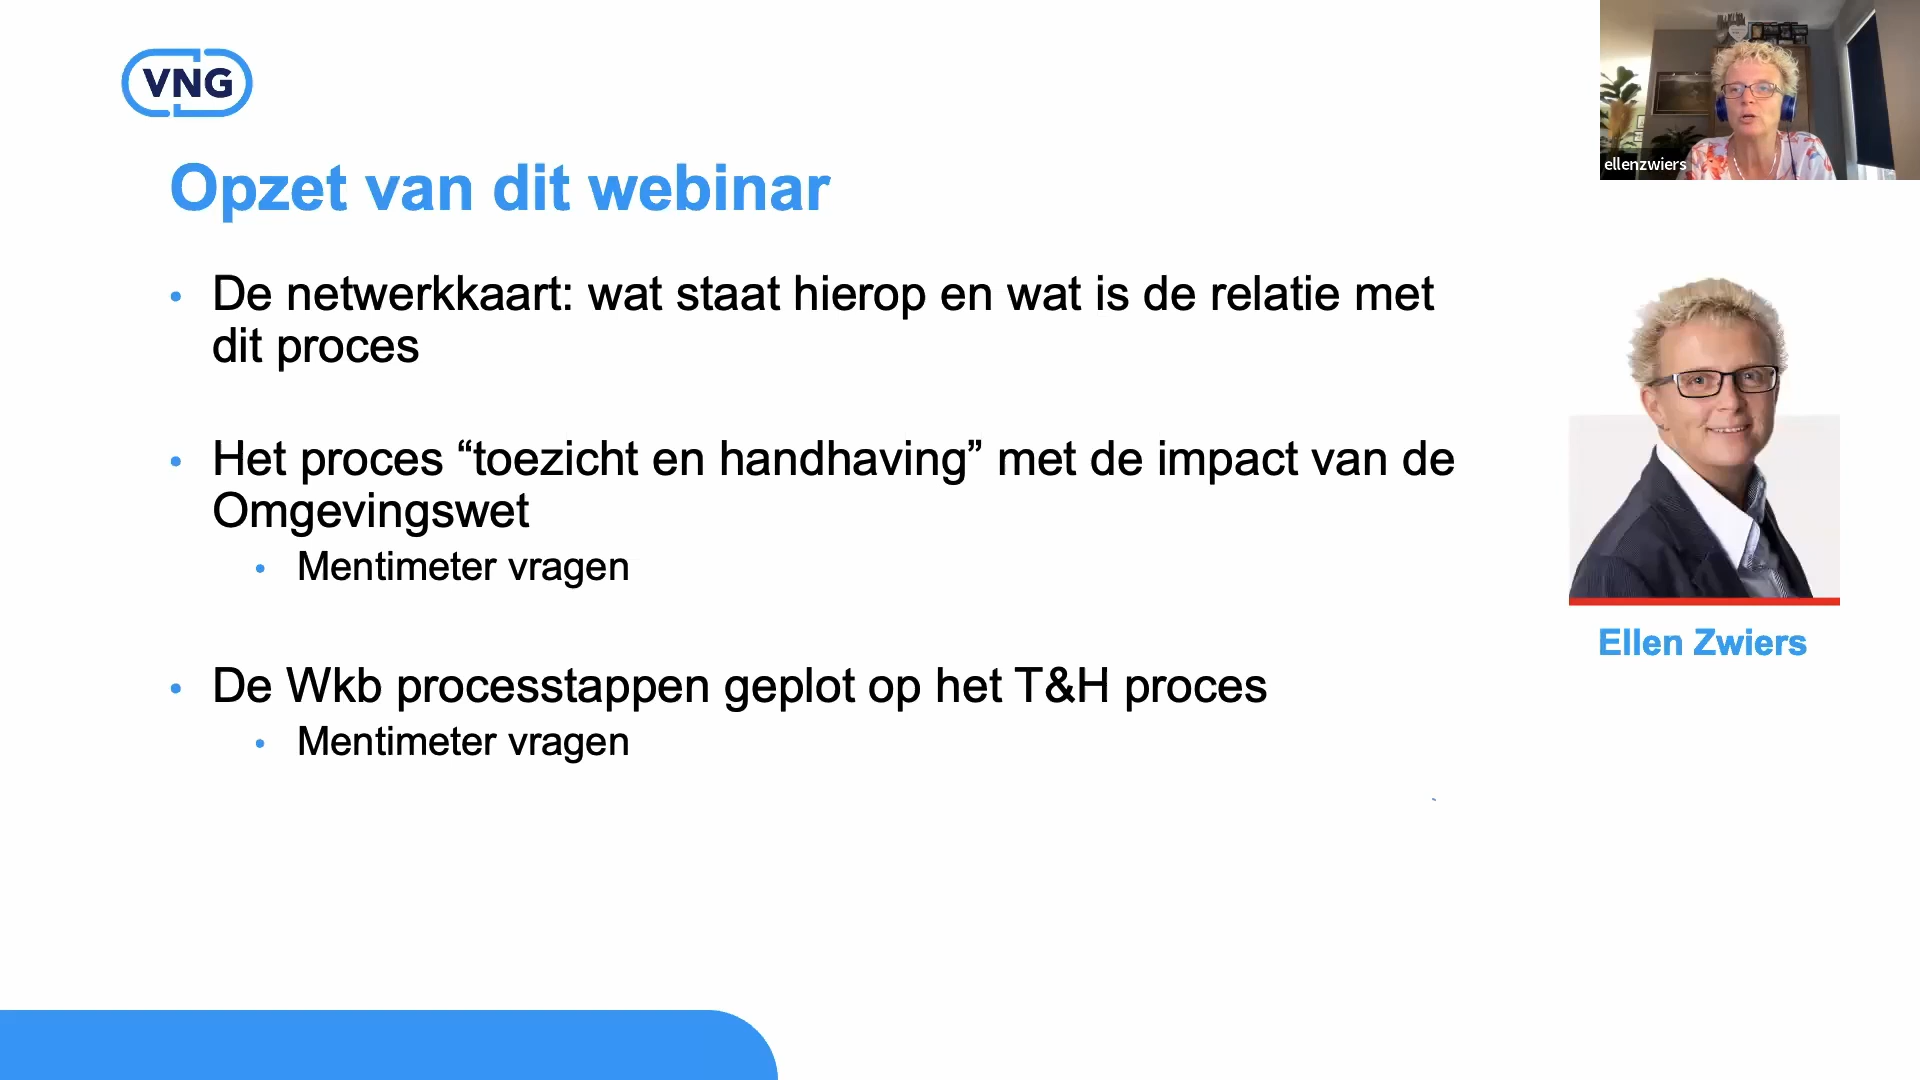 VNG
ellenzwiers
Opzet van dit webinar
• De netwerkkaart: wat staat hierop en wat is de relatie met
dit proces
• Het proces “toezicht en handhaving” met de impact van de
Omgevingswet
• Mentimeter vragen
Ellen Zwiers
• De Wkb processtappen geplot op het T&H proces
• Mentimeter vragen